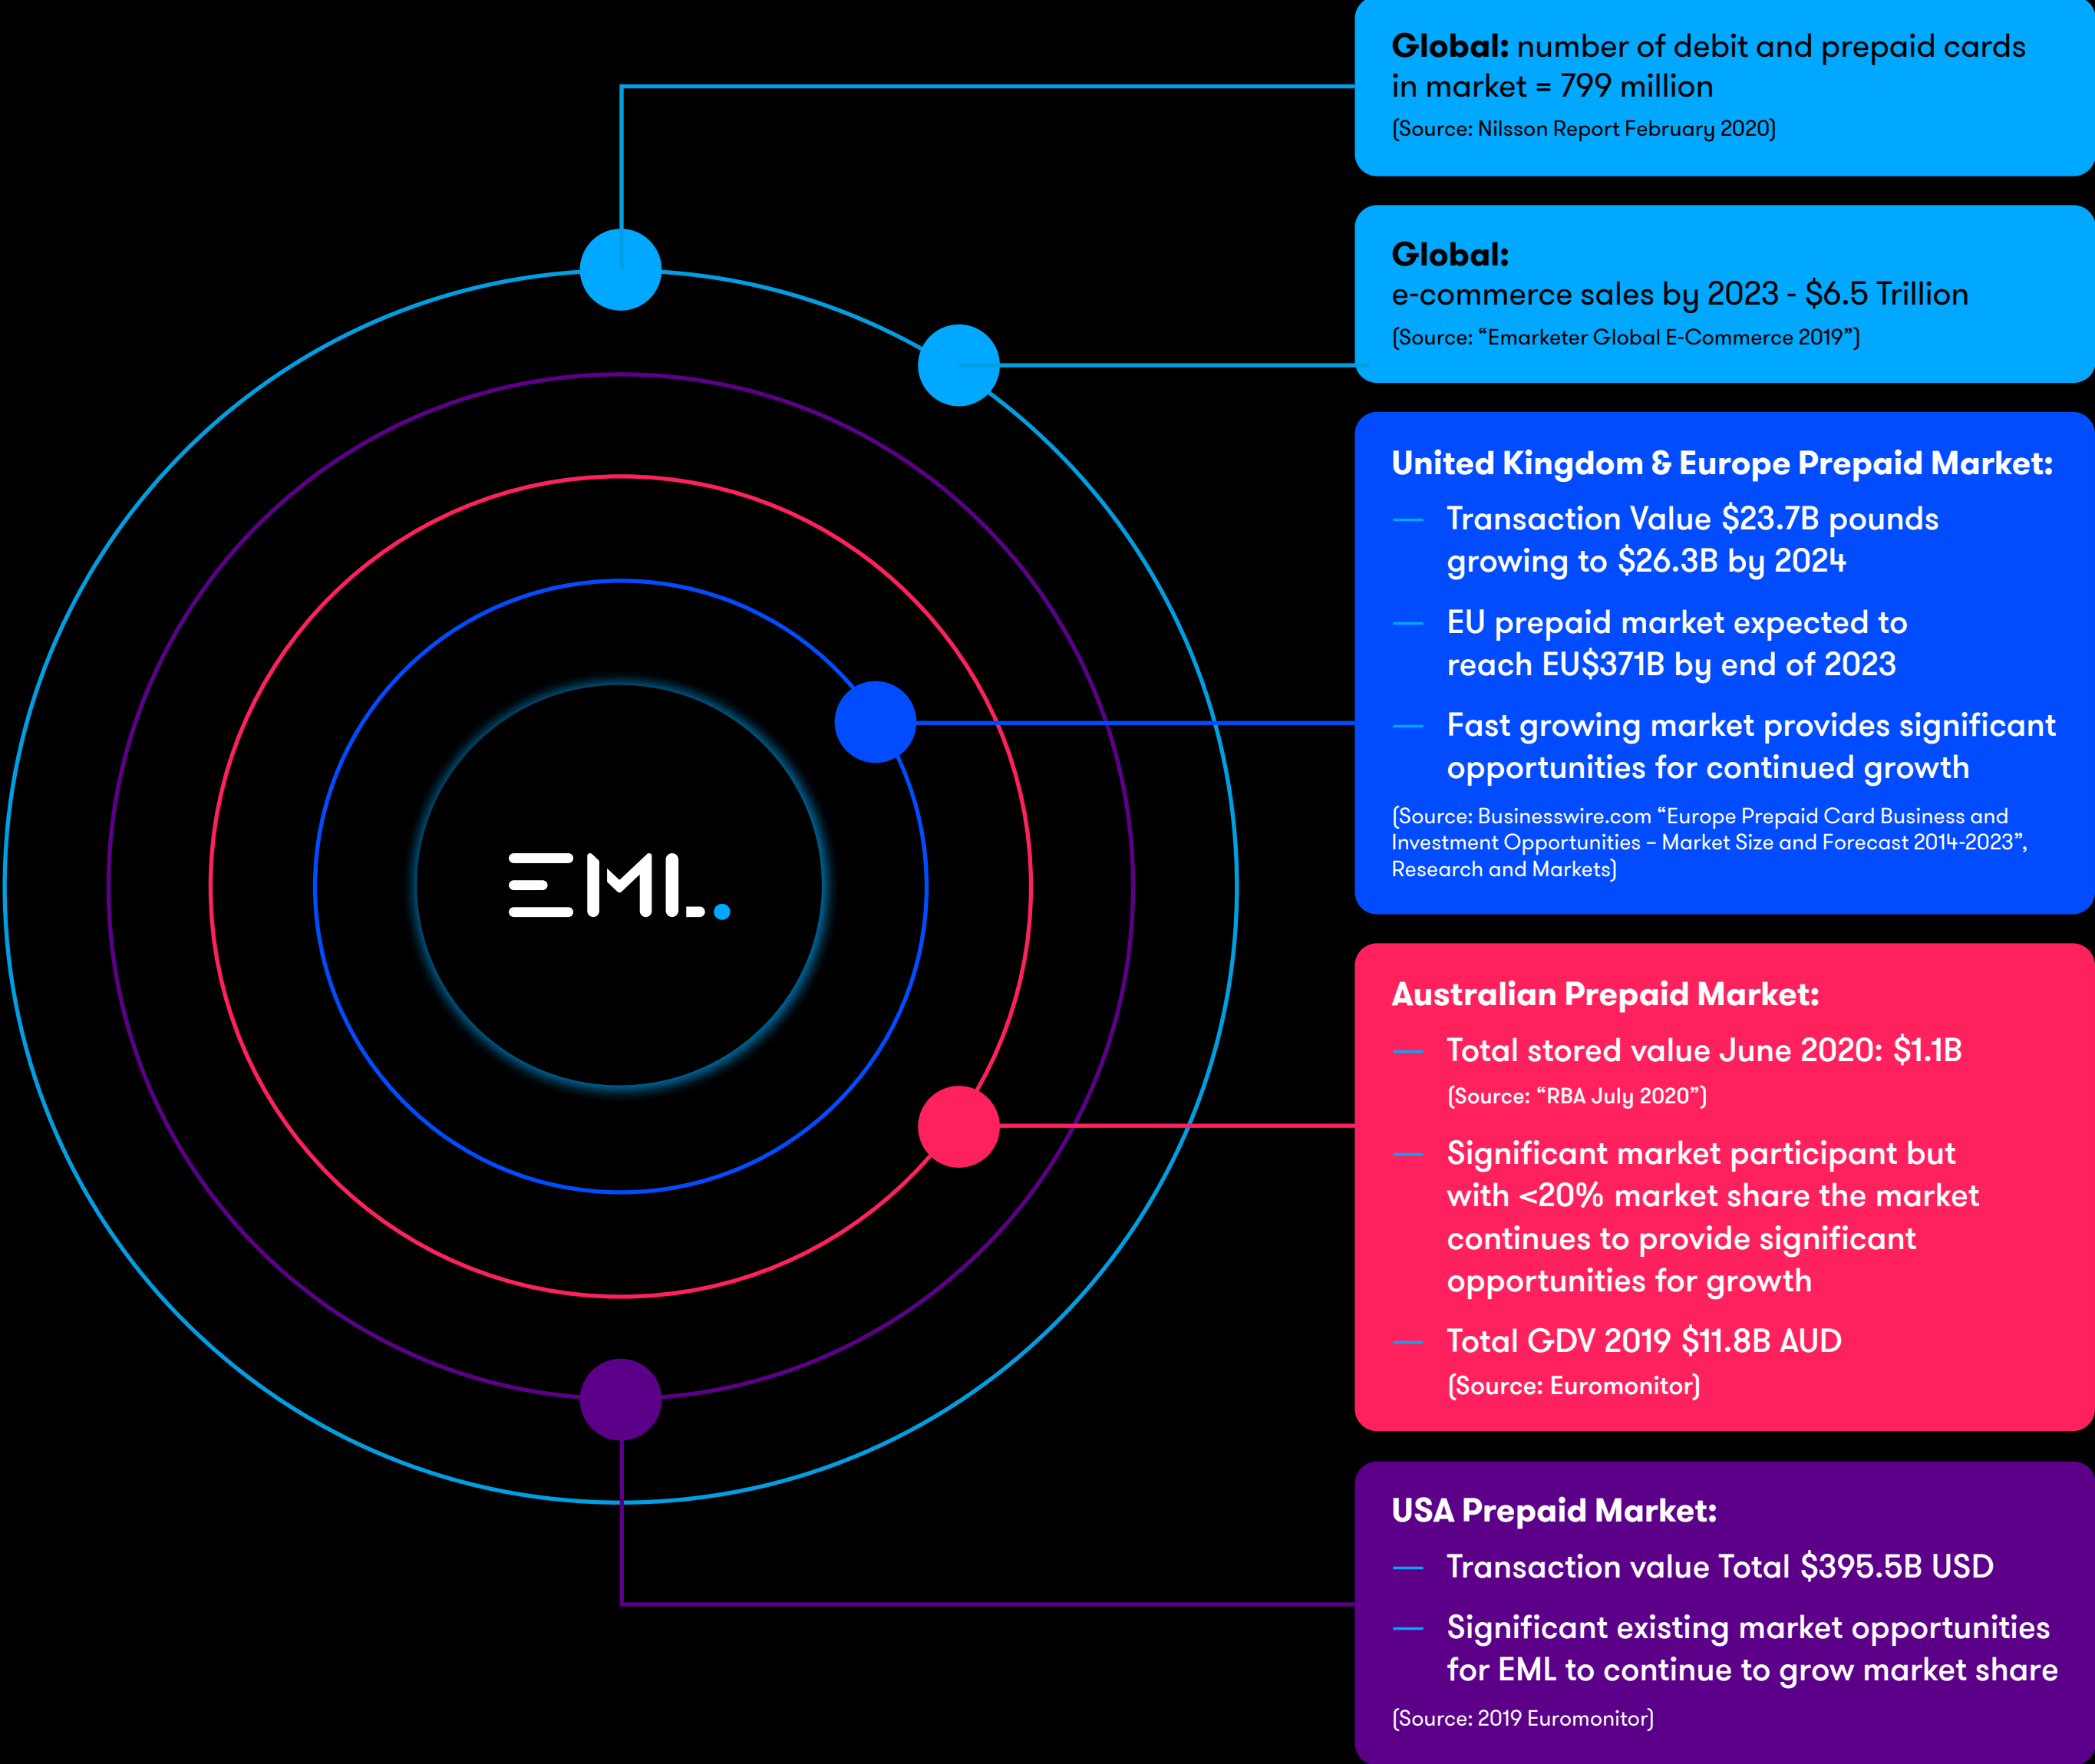 Global: number of debit and prepaid cards
in market = 799 million
(Source: Nilsson Report February 2020)
Global:
e-commerce sales by 2023 - $6.5 Trillion
(Source: “Emarketer Global E-Commerce 2019”)
United Kingdom & Europe Prepaid Market:
— Transaction Value $23.7B pounds
growing to $26.3B by 2024
— EU prepaid market expected to
reach EU$371B by end of 2023
— Fast growing market provides significant
opportunities for continued growth
(Source: Businesswire.com “Europe Prepaid Card Business and
Investment Opportunities – Market Size and Forecast 2014-2023”,
Research and Markets)
EML.
Australian Prepaid Market:
— Total stored value June 2020: $1.1B
(Source: “RBA July 2020”)
— Significant market participant but
with <20% market share the market
continues to provide significant
opportunities for growth
— Total GDV 2019 $11.8B AUD
(Source: Euromonitor)
USA Prepaid Market:
— Transaction value Total $395.5B USD
— Significant existing market opportunities
for EML to continue to grow market share
(Source: 2019 Euromonitor)